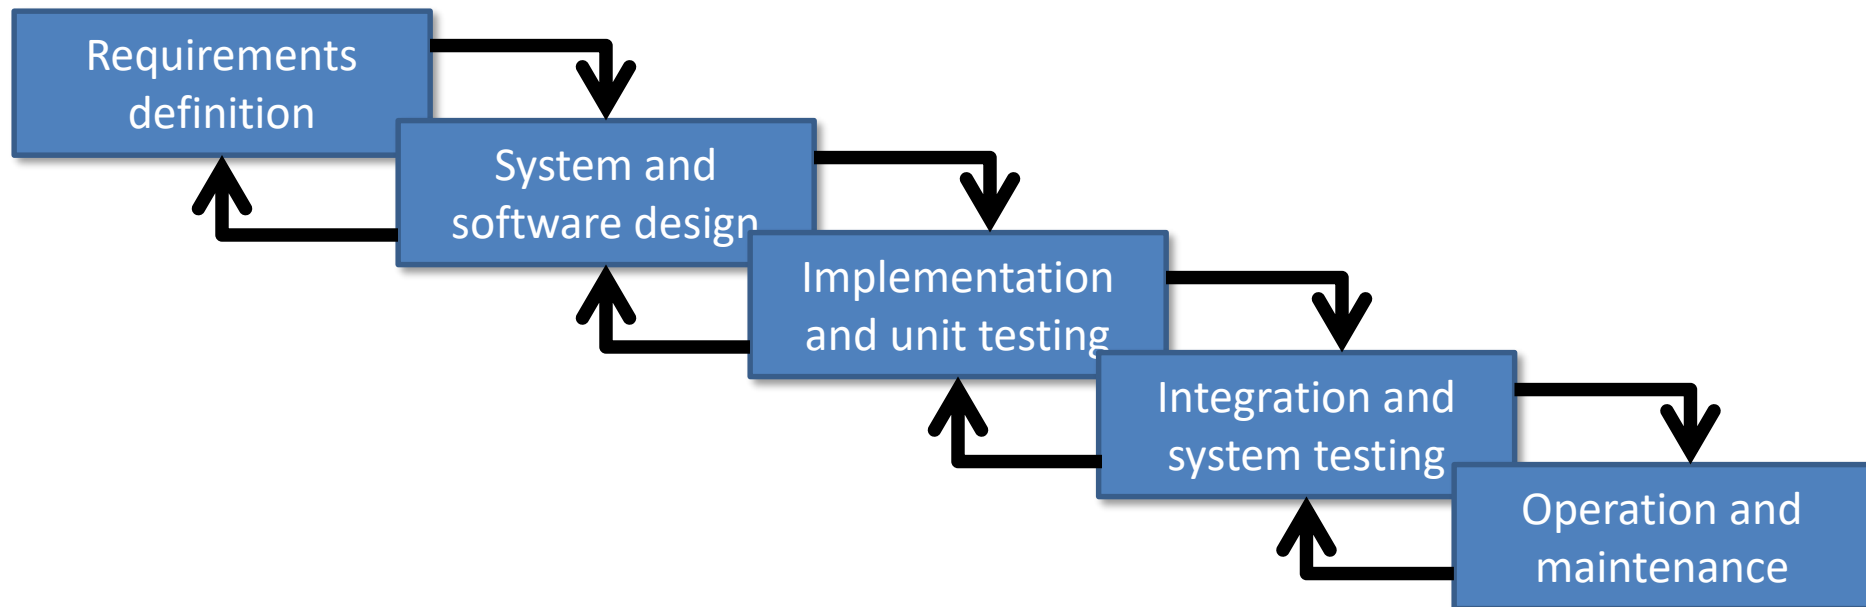 Requirements
definition
System and
software design
Implementation
and unit testing
Integration and
system testing
Operation and
maintenance